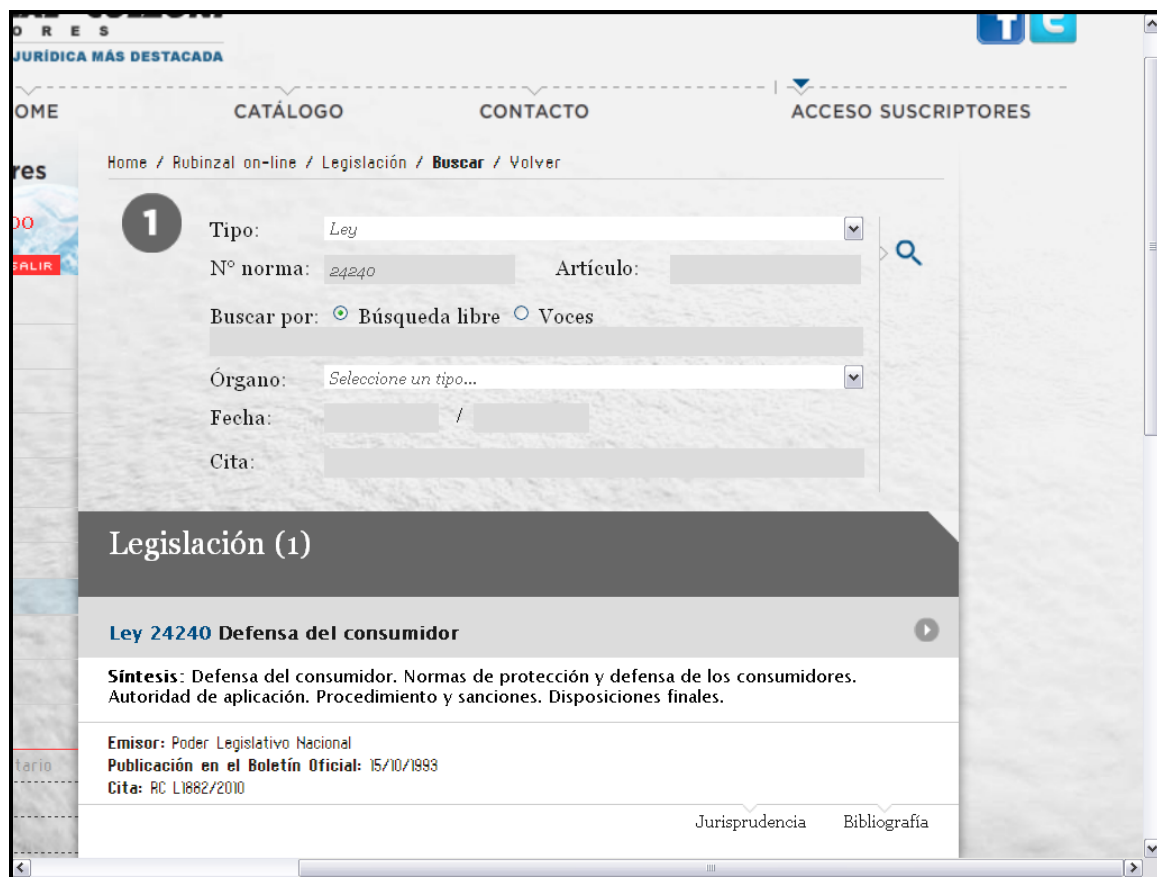 O R E S
JURÍDICA MÁS DESTACADA
OME CATÁLOGO CONTACTO ACCESO SUSCRIPTORES
res
Home / Rubinzal on-line / Legislación / Buscar / Volver
DO
SALIR
1
Tipo: Ley
N° norma: 24240 Artículo:
Buscar por: Búsqueda libre Voces
Órgano: Seleccione un tipo...
Fecha: /
Cita:
Legislación (1)
Ley 24240 Defensa del consumidor
Síntesis: Defensa del consumidor. Normas de protección y defensa de los consumidores.
Autoridad de aplicación. Procedimiento y sanciones. Disposiciones finales.
Emisor: Poder Legislativo Nacional
tario
Publicación en el Boletín Oficial: 15/10/1993
Cita: RC L1882/2010
Jurisprudencia Bibliografía